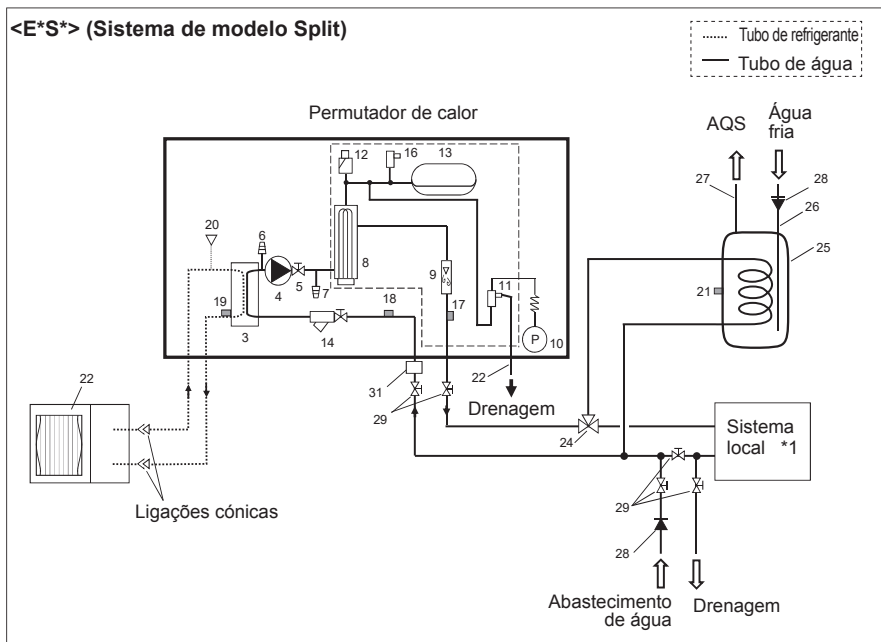 <E*S*> (Sistema de modelo Split)
Tubo de refrigerante
Tubo de água
Permutador de calor
AQS
Água
fria
12
16
13
27
28
26
20
6
25
8
9
11
4
5
7
21
19
18
17
3
14
10
P
22
31
22
29
Drenagem
24
Sistema
local *1
Ligações cónicas
29
28
Abastecimento
de água
Drenagem